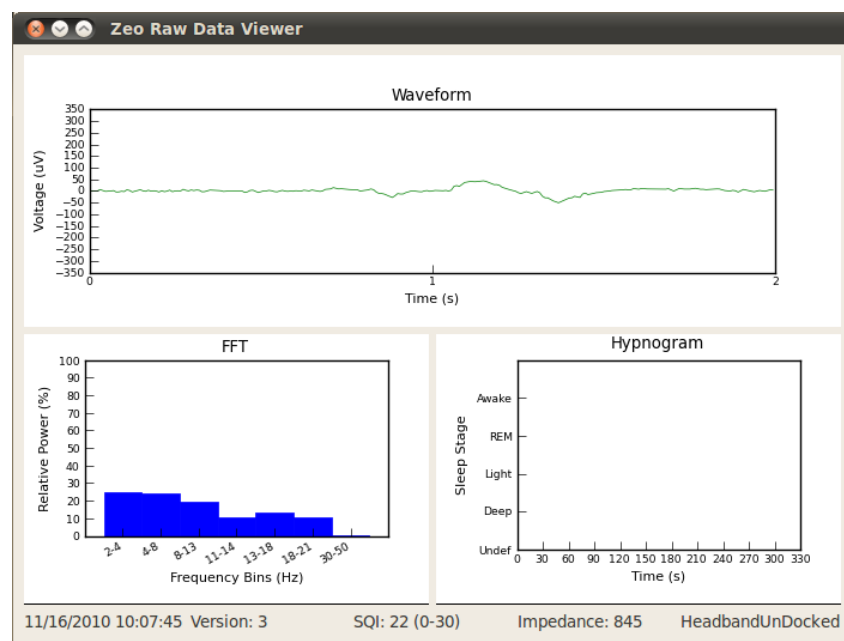 Zeo Raw Data Viewer
Waveform
350
300
250
200
150
100
50
0
−50
−100
−150
−200
−250
−300
−350
Voltage (uV)
0 1 2
Time (s)
FFT
100
90
80
70
60
50
40
30
20
10
0
Relative Power (%)
2-4 4-8 8-13 11-14 13-18 18-21 30-50
Frequency Bins (Hz)
Hypnogram
Awake
REM
Light
Deep
Undef
Sleep Stage
0 30 60 90 120 150 180 210 240 270 300 330
Time (s)
11/16/2010 10:07:45 Version: 3 SQI: 22 (0-30) Impedance: 845 HeadbandUnDocked